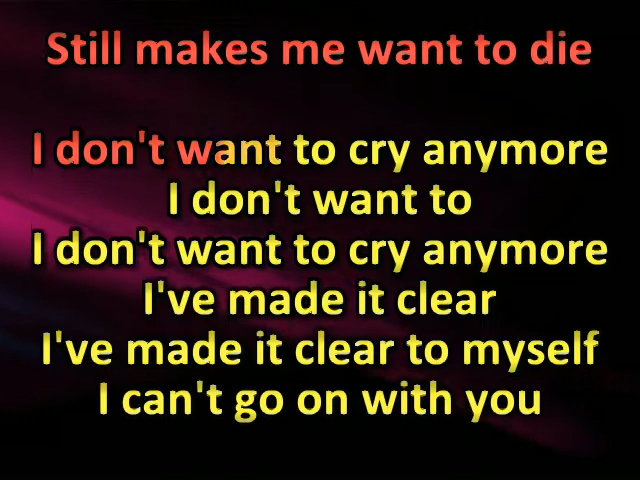 Still makes me want to die
I don't want to cry anymore
I don't want to
I don't want to cry anymore
I've made it clear
I've made it clear to myself
I can't go on with you